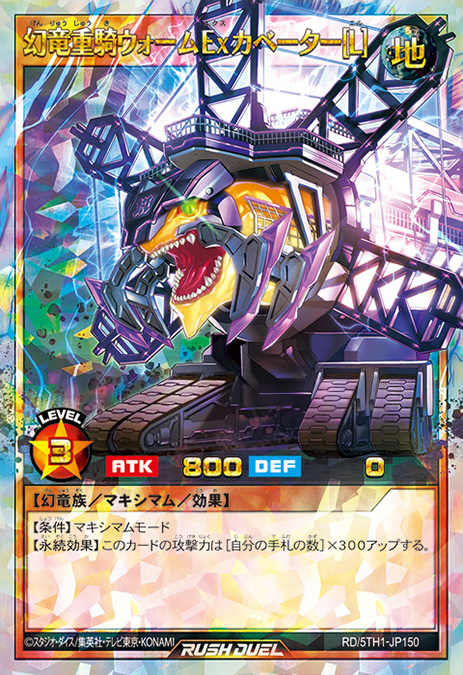 幻竜重騎ウォームExカベーター[L]
地
LEVEL
3
ATK 800 DEF 0
【幻竜族/マキシマム/効果】
【条件】マキシマムモード
【永続効果】このカードの攻撃力は[自分の手札の数]×300アップする。
©スタジオ・ダイス/集英社・テレビ東京・KONAMI
RUSH DUEL
RD/5TH1-JP150